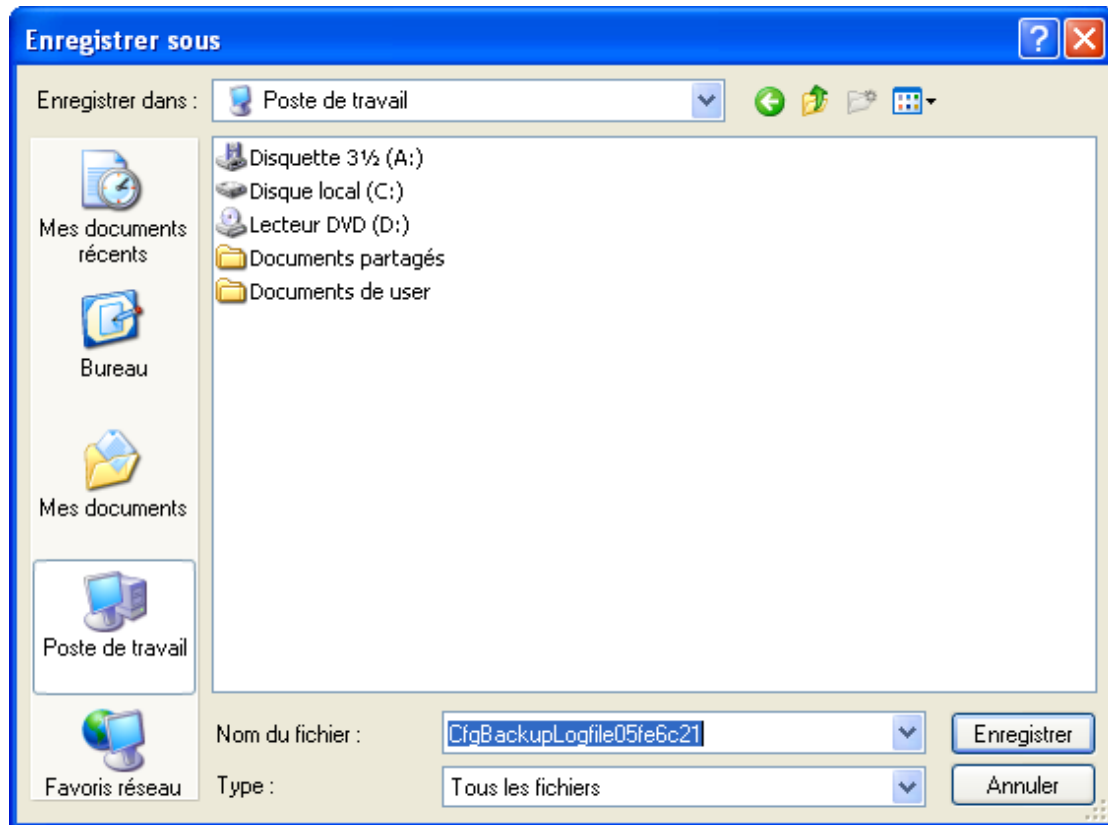 Enregistrer sous
Enregistrer dans :
Poste de travail
Mes documents
récents
Bureau
Mes documents
Poste de travail
Favoris réseau
Disquette 3½ (A:)
Disque local (C:)
Lecteur DVD (D:)
Documents partagés
Documents de user
Nom du fichier :
CfgBackupLogfile05fe6c21
Enregistrer
Type :
Tous les fichiers
Annuler